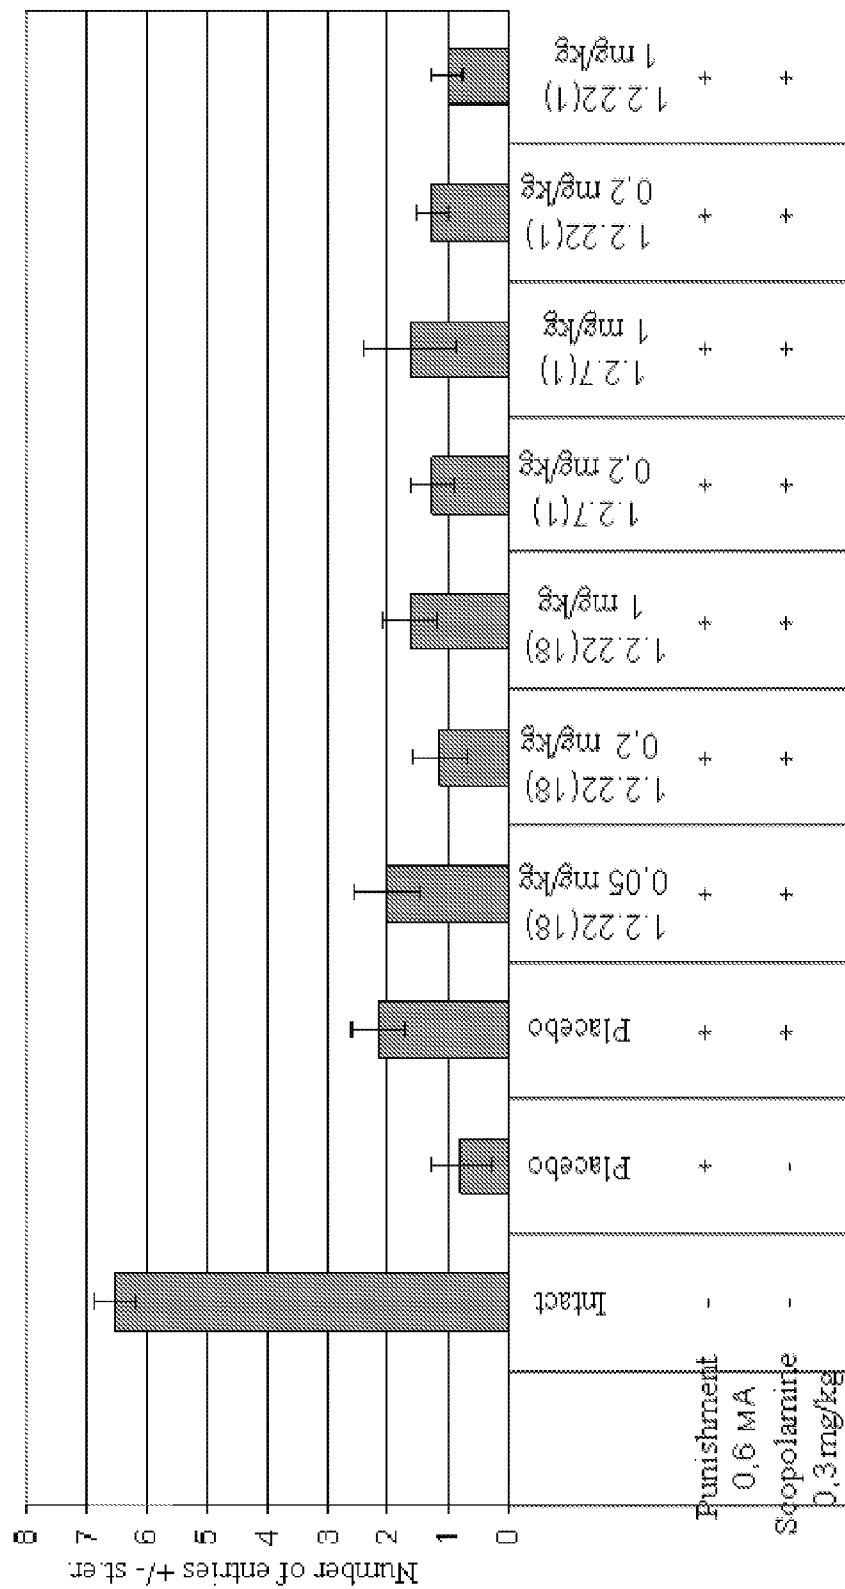 Number of entries +/- st.er.
8
7
6
5
4
3
2
1
0
Intact
Placebo
Placebo
1.2.22(18)
0,05 mg/kg
1.2.22(18)
0,2 mg/kg
1.2.22(18)
1 mg/kg
1.2.7(1)
0,2 mg/kg
1.2.7(1)
1 mg/kg
1.2.22(1)
0,2 mg/kg
1.2.22(1)
1 mg/kg
Punishment
0,6 мА
- + + + + + + + + +
Scopolamine
0,3mg/kg
- - + + + + + + + +